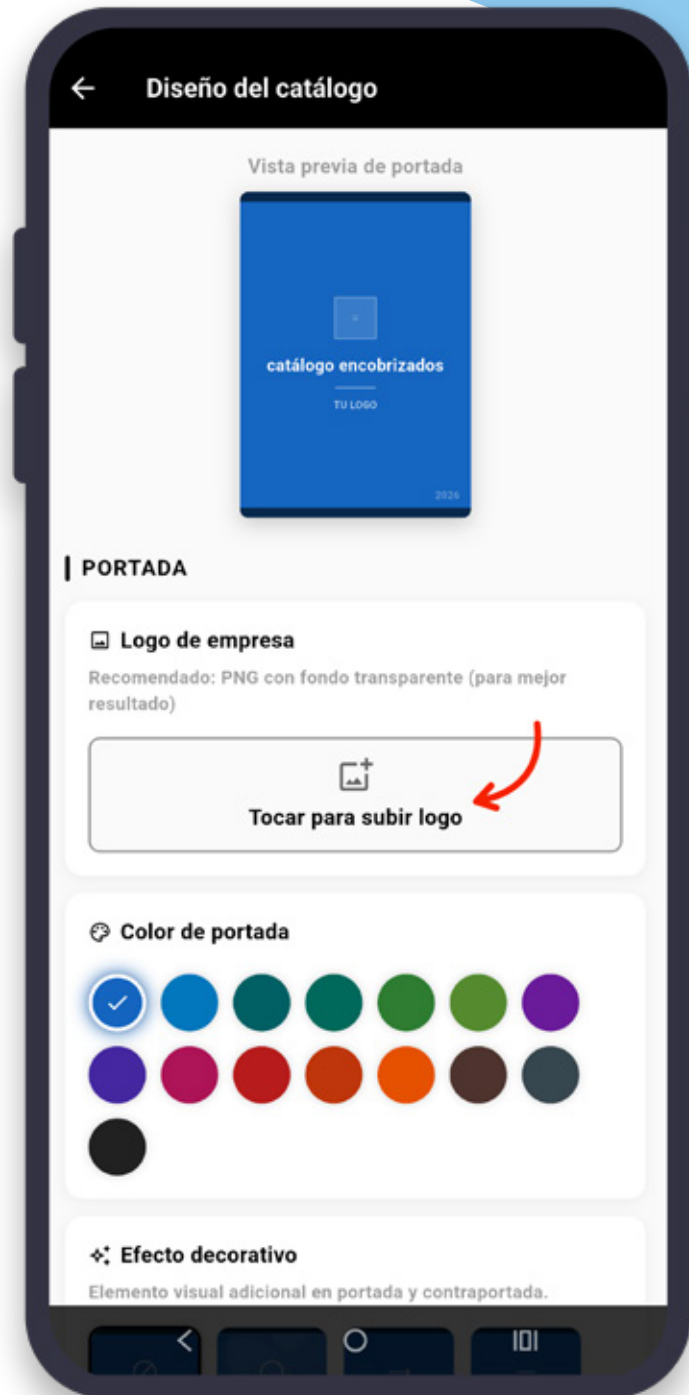 Diseño del catálogo
Vista previa de portada
catálogo encobrizados
TU LOGO
2026
PORTADA
Logo de empresa
Recomendado: PNG con fondo transparente (para mejor
resultado)
Tocar para subir logo
Color de portada
Efecto decorativo
Elemento visual adicional en portada y contraportada.